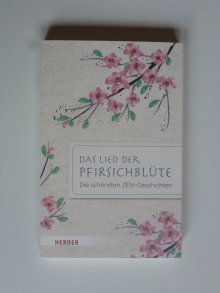 DAS LIED DER
PFIRSICHBLÜTE
Die schönsten ZEN-Geschichten
HERDER